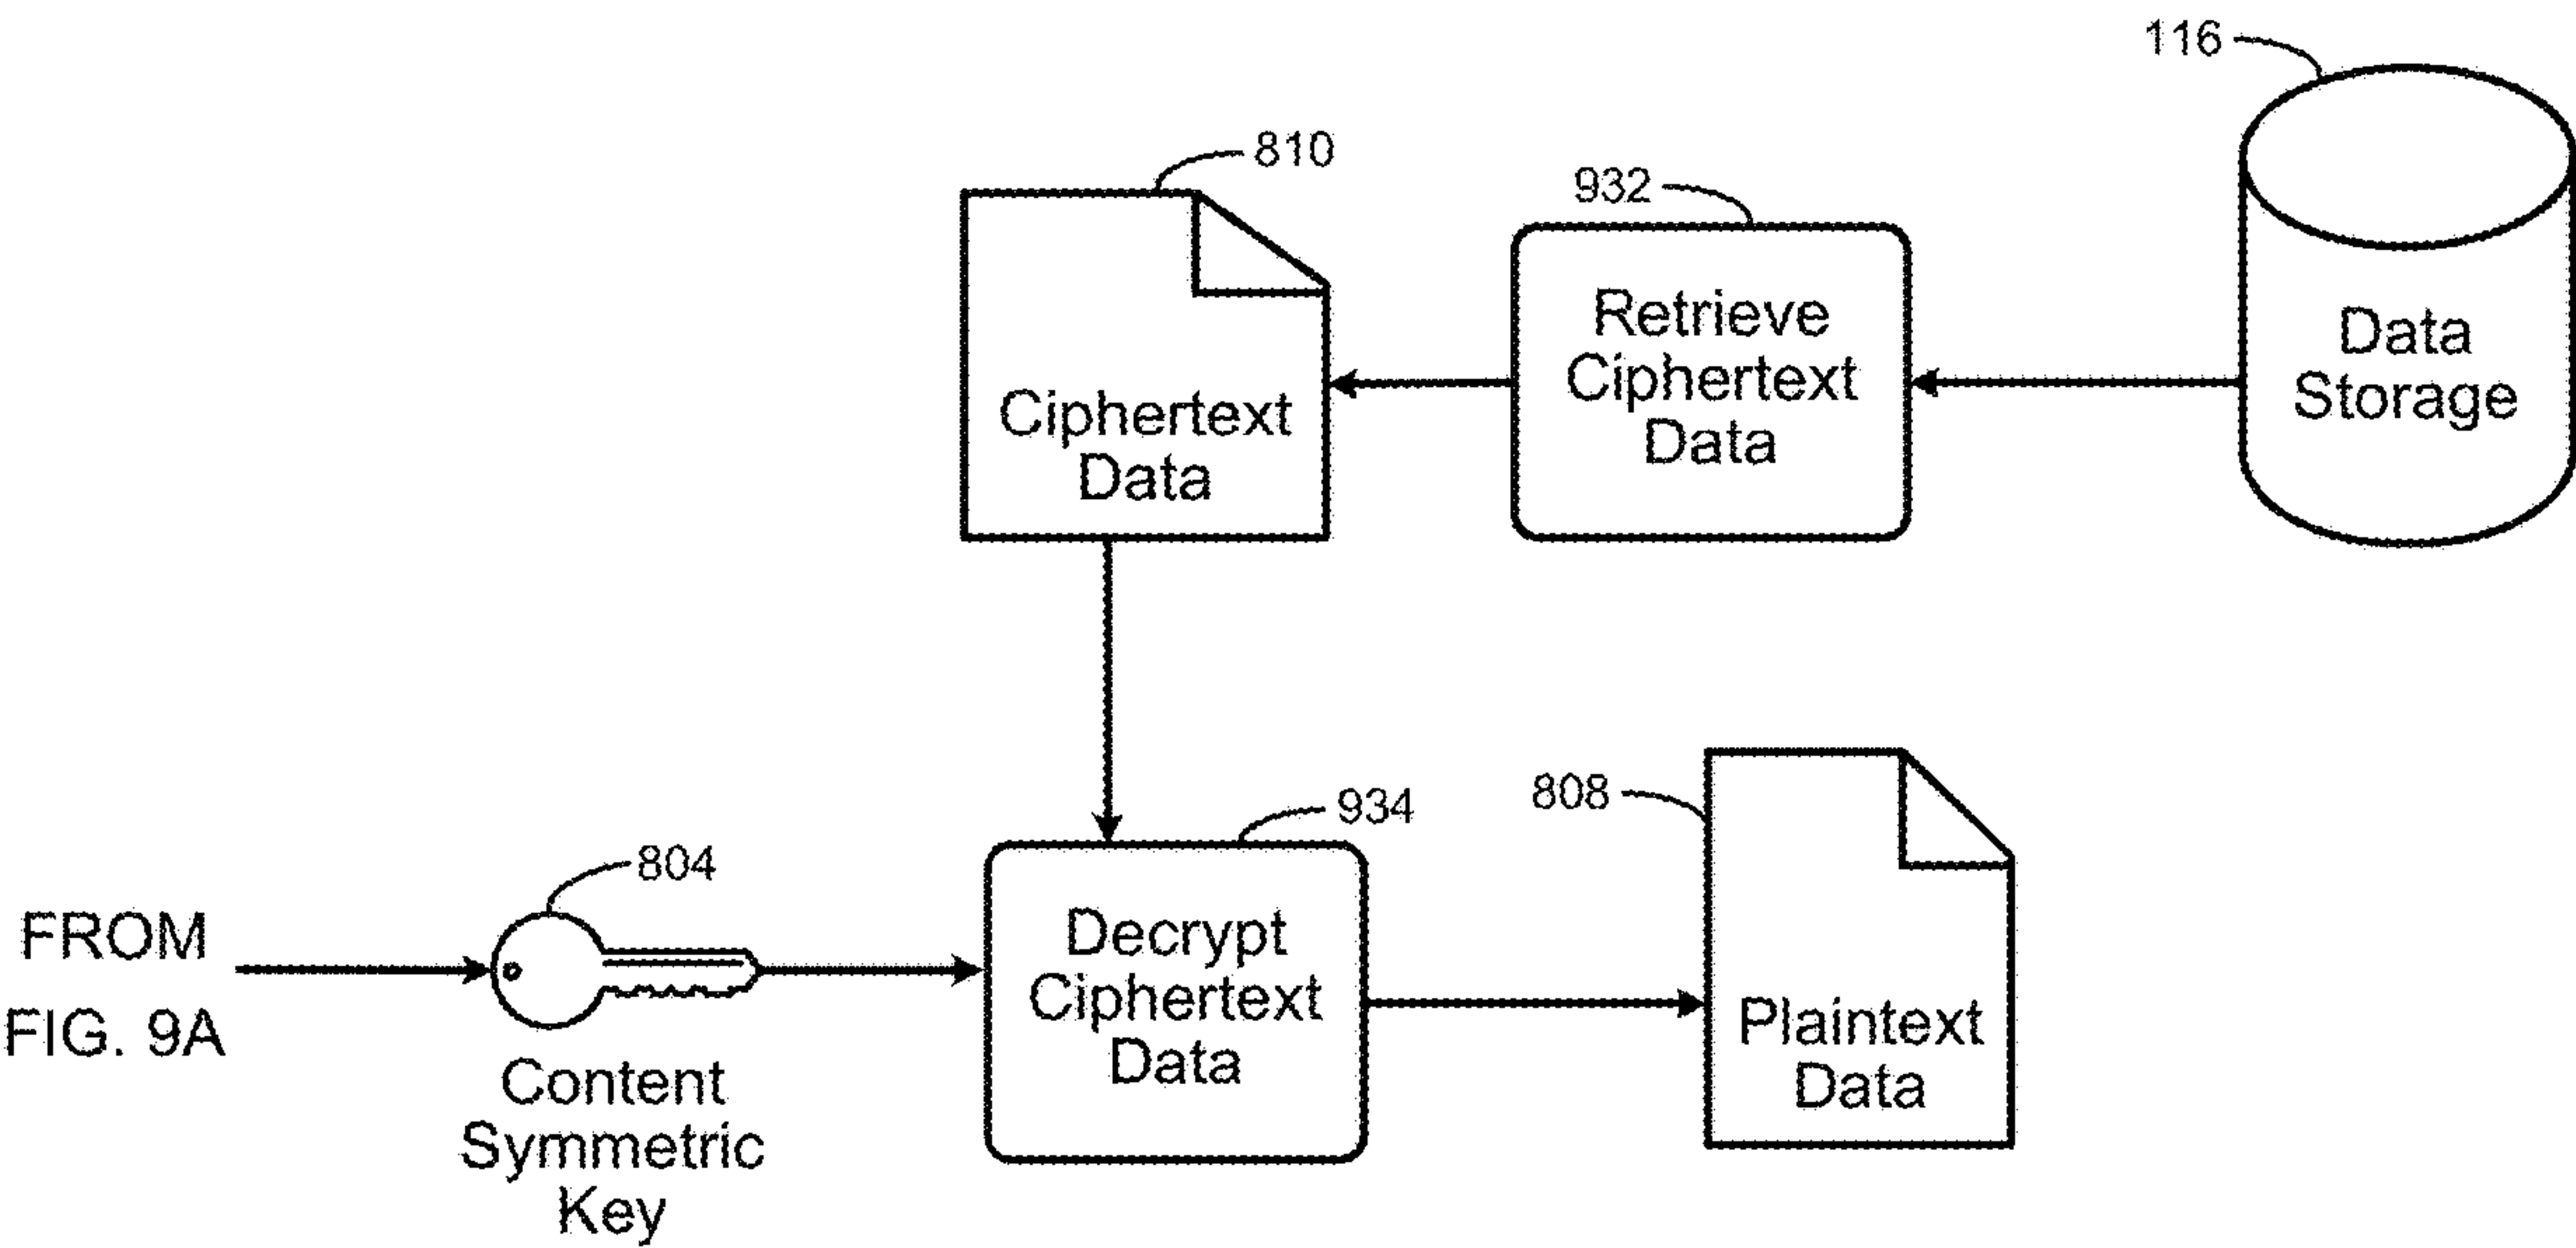 116
810
932
Retrieve
Ciphertext
Data
Data
Storage
Ciphertext
Data
808
934
804
FROM
FIG. 9A
Decrypt
Ciphertext
Data
Plaintext
Data
Content
Symmetric
Key